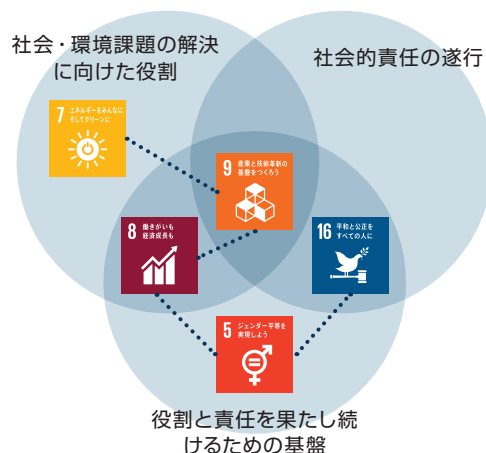 社会・環境課題の解決
に向けた役割
社会的責任の遂行
7 エネルギーをみんなに
そしてクリーンに
9 産業と技術革新の
基盤をつくろう
8 働きがいも
経済成長も
16 平和と公正を
すべての人に
5 ジェンダー平等を
実現しよう
役割と責任を果たし続
けるための基盤